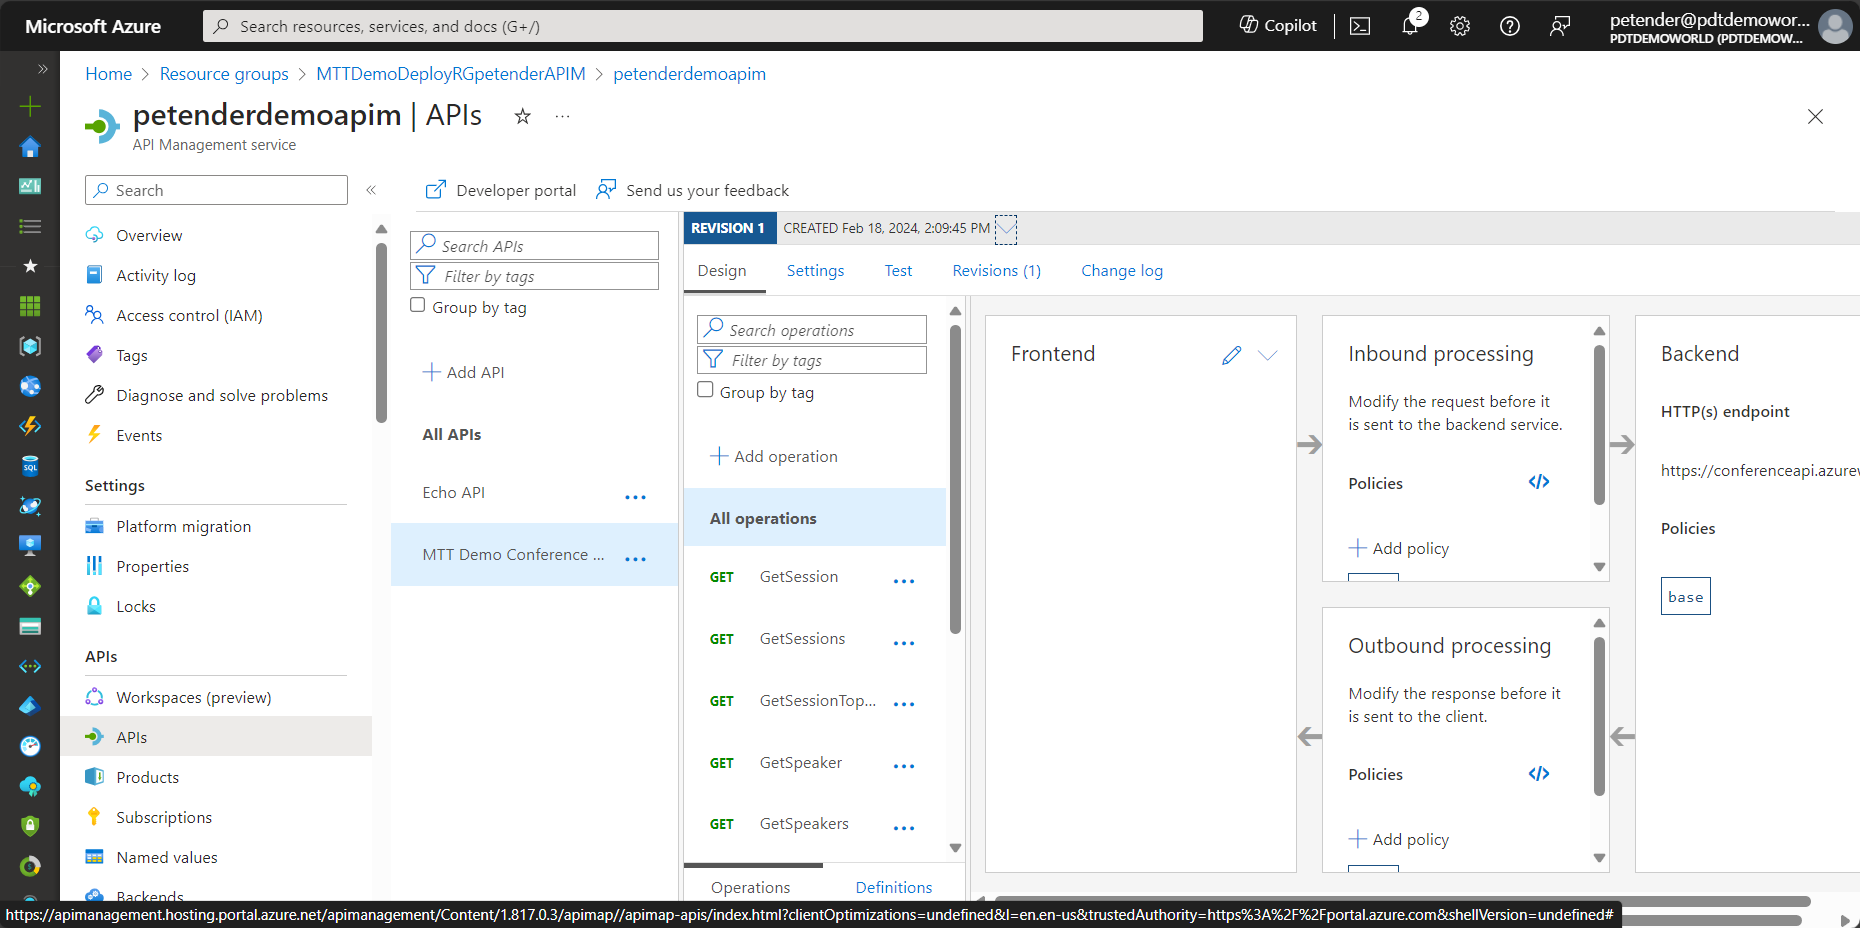 Microsoft Azure
Search resources, services, and docs (G+/)
Copilot
2
petender@pdtdemowor...
PDTDEMOWORLD (PDTDEMOW...
Home > Resource groups > MTTDemoDeployRGpetenderAPIM > petenderdemoapim
petenderdemoapim | APIs
API Management service
Search
Overview
Activity log
Access control (IAM)
Tags
Diagnose and solve problems
Events
Settings
Platform migration
Properties
Locks
APIs
Workspaces (preview)
APIs
Products
Subscriptions
Named values
Backends
Developer portal
Send us your feedback
Search APIs
Filter by tags
Group by tag
Add API
All APIs
Echo API
MTT Demo Conference ...
REVISION 1
CREATED Feb 18, 2024, 2:09:45 PM
Design
Settings
Test
Revisions (1)
Change log
Search operations
Filter by tags
Group by tag
Add operation
All operations
GET GetSession
GET GetSessions
GET GetSessionTop...
GET GetSpeaker
GET GetSpeakers
Operations
Definitions
Frontend
Inbound processing
Modify the request before it
is sent to the backend service.
Policies
</>
Add policy
Outbound processing
Modify the response before it
is sent to the client.
Policies
</>
Add policy
Backend
HTTP(s) endpoint
https://conferenceapi.azurew
Policies
base
SQL
https://apimanagement.hosting.portal.azure.net/apimanagement/Content/1.817.0.3/apimap//apimap-apis/index.html?clientOptimizations=undefined&l=en.en-us&trustedAuthority=https%3A%2F%2Fportal.azure.com&shellVersion=undefined#